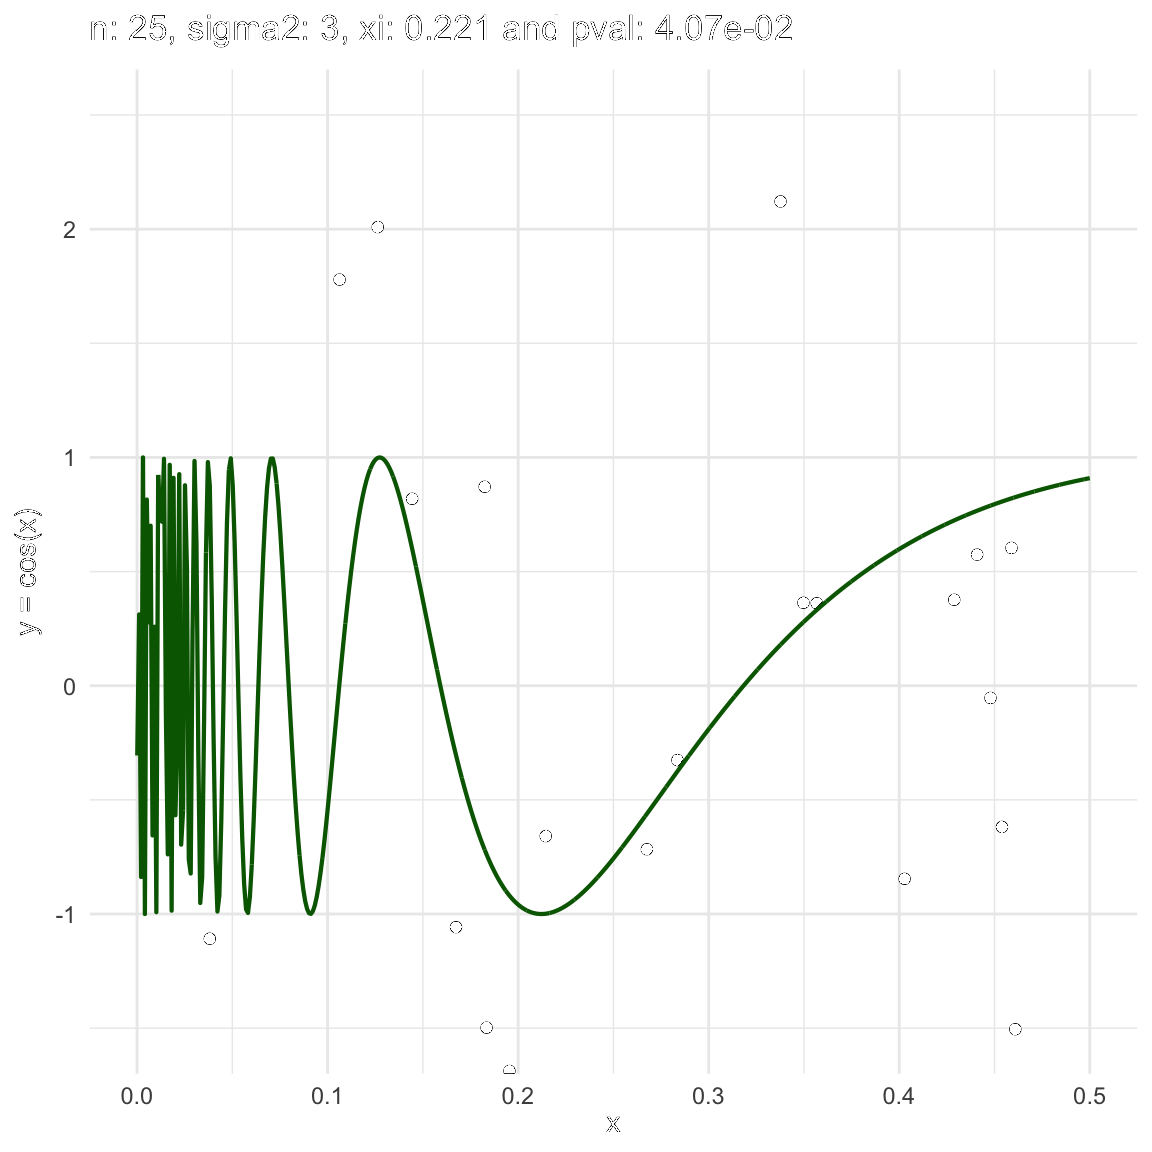 n: 25, sigma2: 3, xi: 0.221 and pval: 4.07e-02
2
1
0
-1
y = cos(x)
0.0 0.1 0.2 0.3 0.4 0.5
x